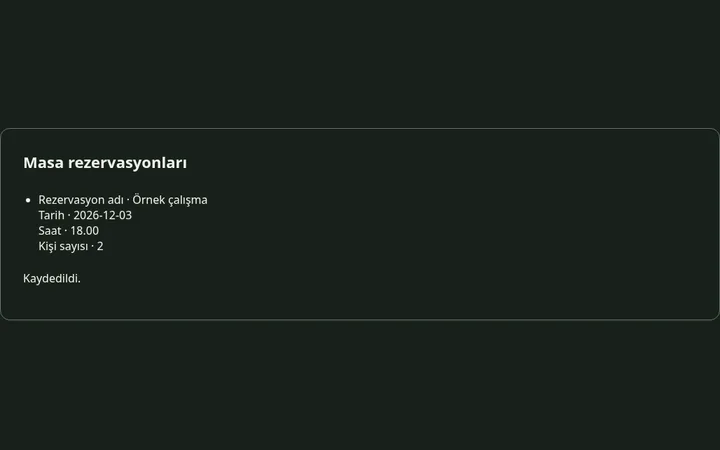 Masa rezervasyonları
Rezervasyon adı · Örnek çalışma
Tarih · 2026-12-03
Saat · 18.00
Kişi sayısı · 2
Kaydedildi.